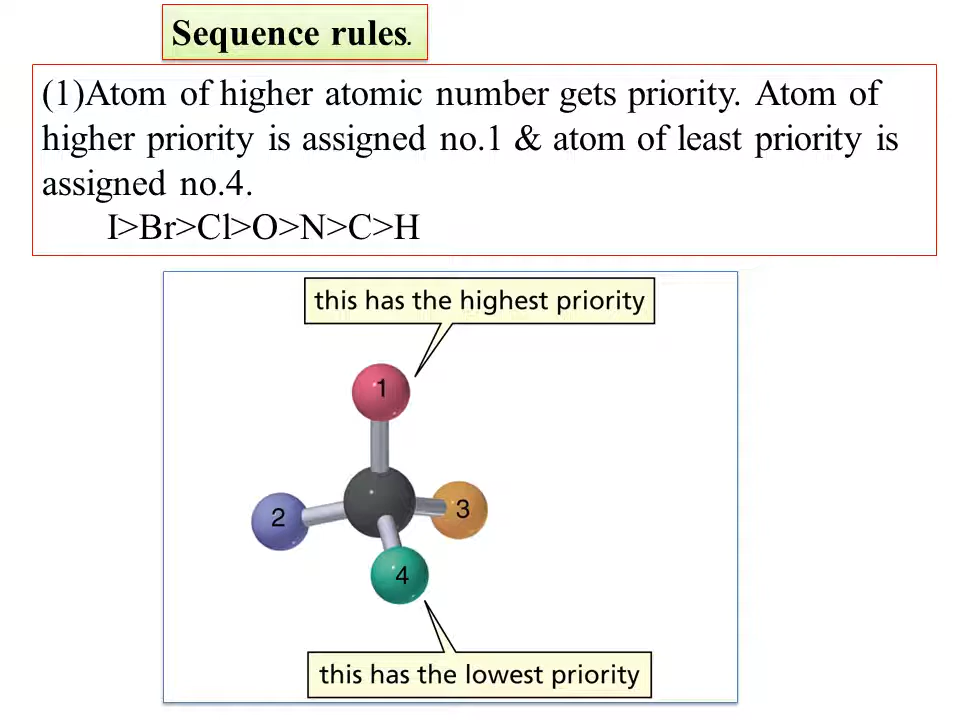 Sequence rules.
(1)Atom of higher atomic number gets priority. Atom of
higher priority is assigned no.1 & atom of least priority is
assigned no.4.
I>Br>Cl>O>N>C>H
this has the highest priority
1
2
3
4
this has the lowest priority